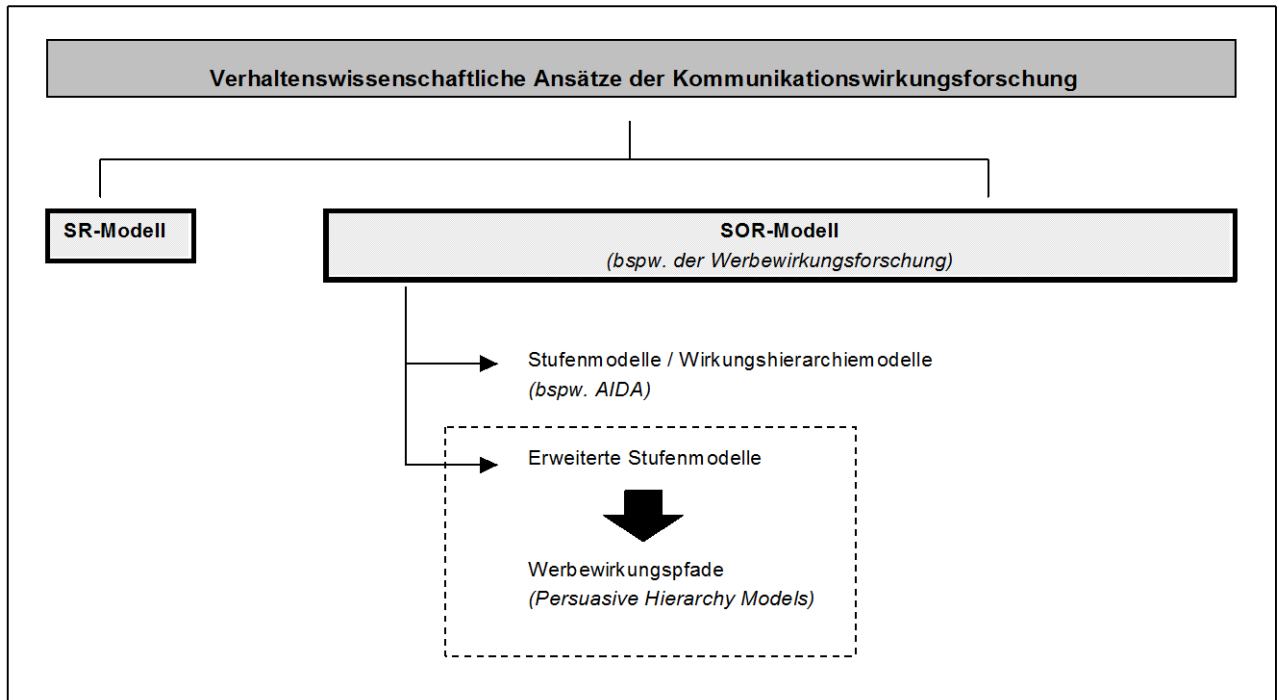 Verhaltenswissenschaftliche Ansätze der Kommunikationswirkungsforschung
SR-Modell
SOR-Modell
(bspw. der Werbewirkungsforschung)
Stufenmodelle / Wirkungshierarchiemodelle
(bspw. AIDA)
Erweiterte Stufenmodelle
Werbewirkungspfade
(Persuasive Hierarchy Models)